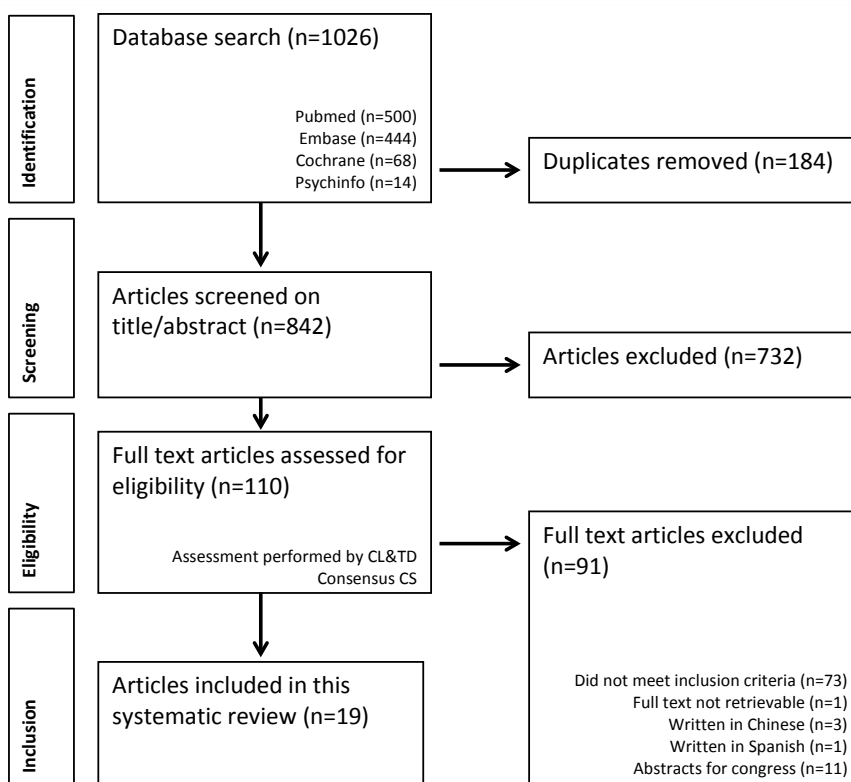 Identification
Database search (n=1026)
Pubmed (n=500)
Embase (n=444)
Cochrane (n=68)
Psychinfo (n=14)
Duplicates removed (n=184)
Screening
Articles screened on
title/abstract (n=842)
Articles excluded (n=732)
Eligibility
Full text articles assessed for
eligibility (n=110)
Assessment performed by CL&TD
Consensus CS
Full text articles excluded
(n=91)
Did not meet inclusion criteria (n=73)
Full text not retrievable (n=1)
Written in Chinese (n=3)
Written in Spanish (n=1)
Abstracts for congress (n=11)
Inclusion
Articles included in this
systematic review (n=19)